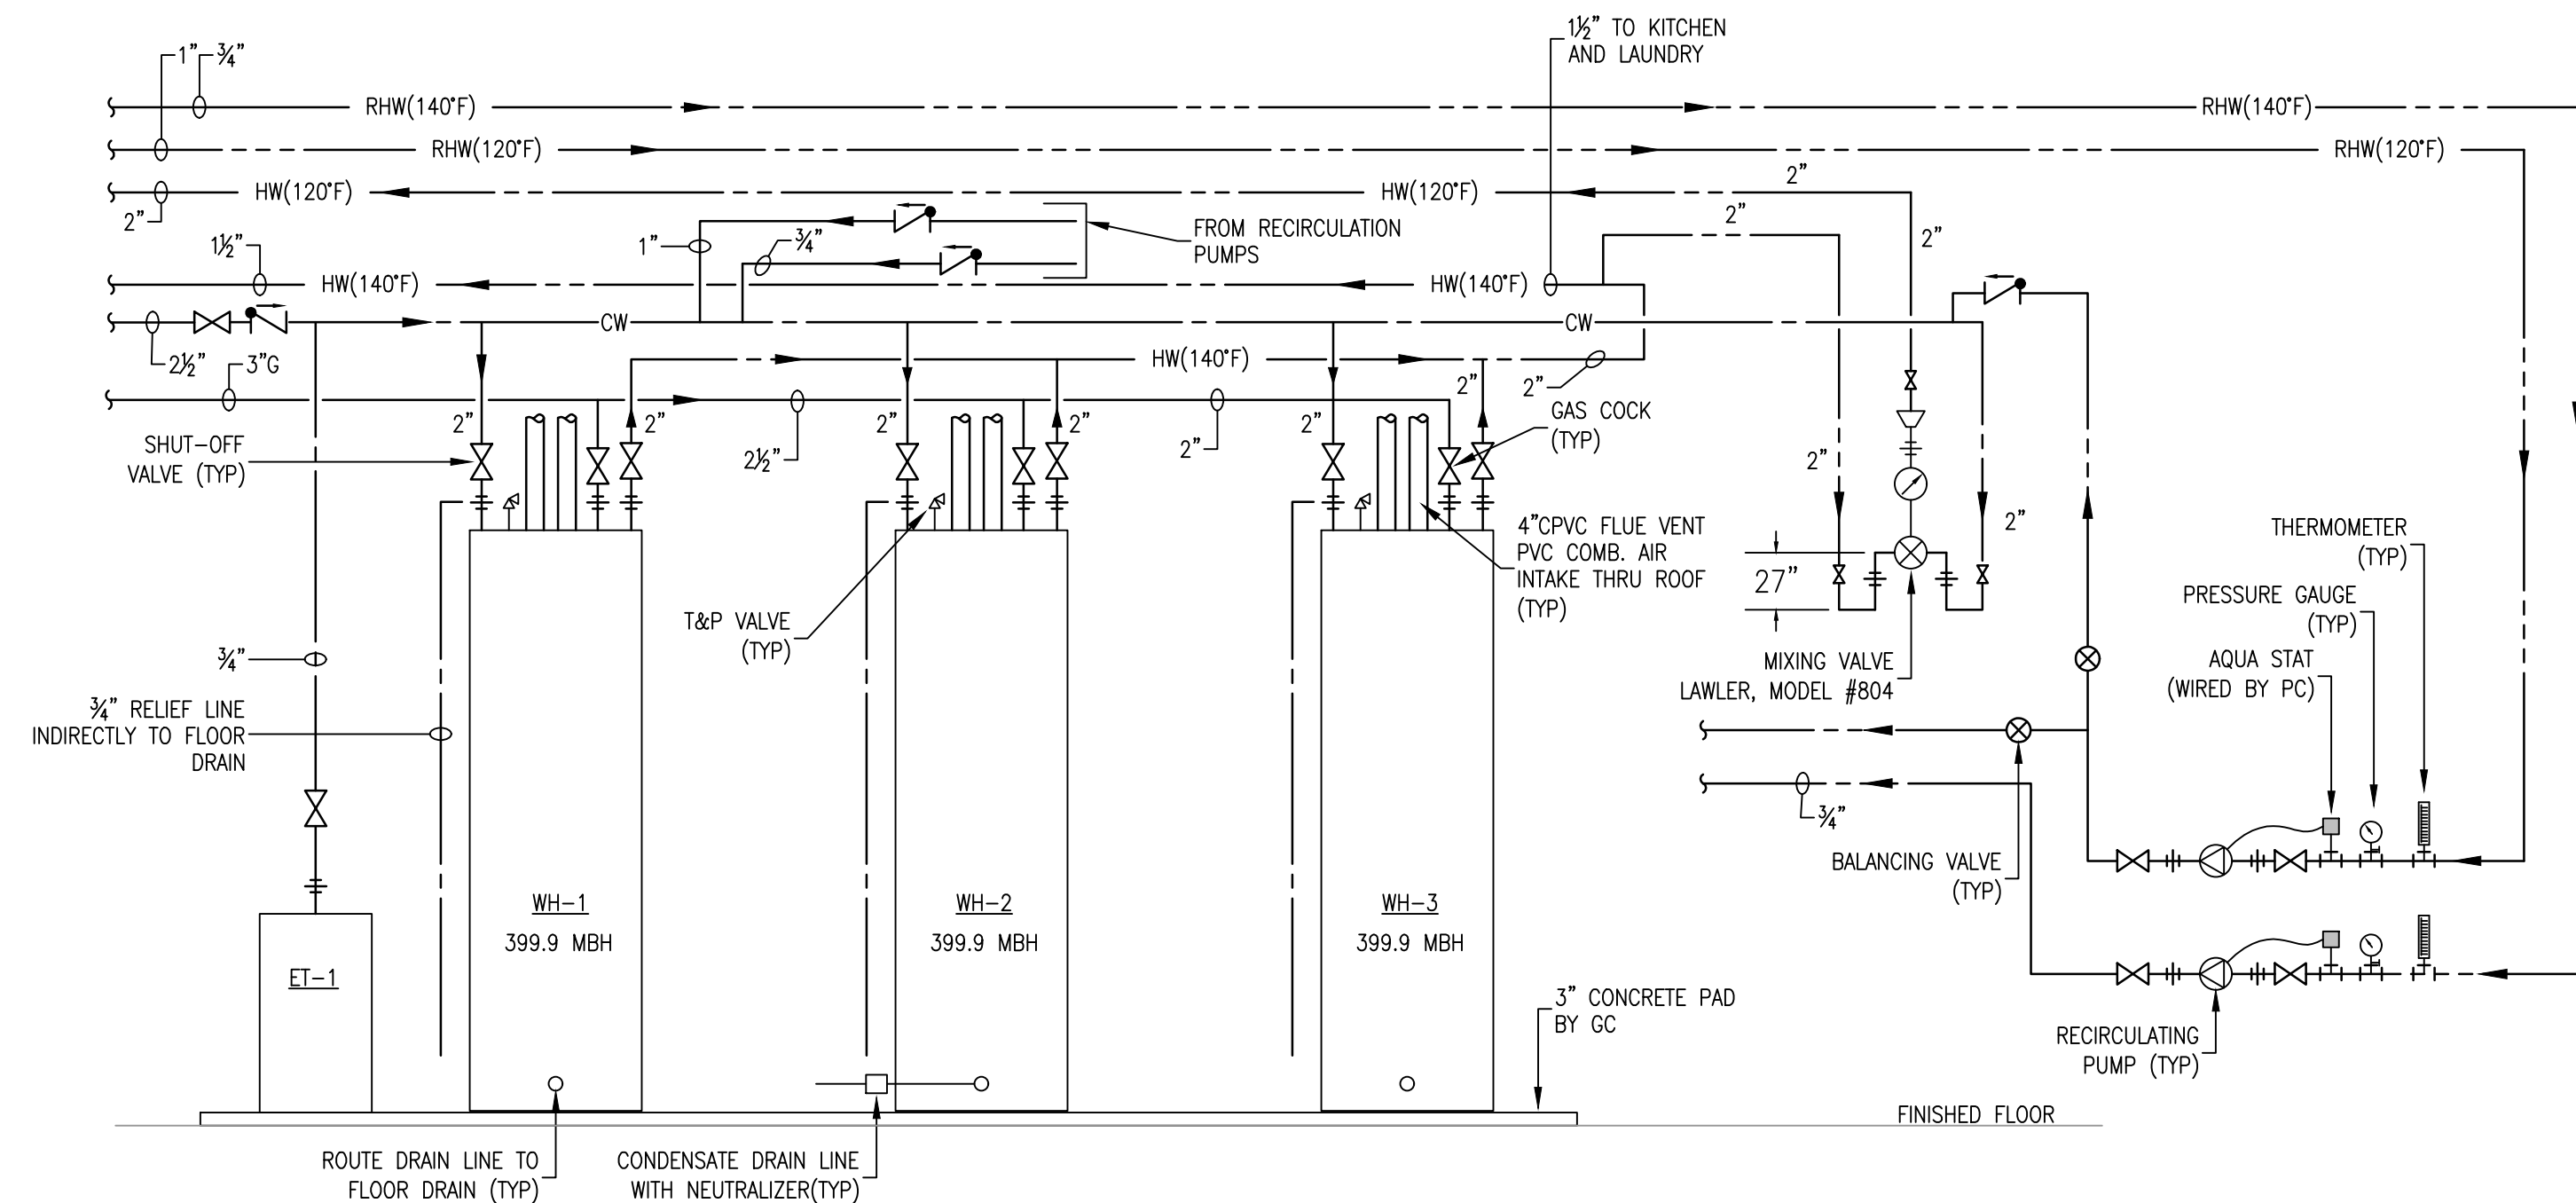 1½” TO KITCHEN
AND LAUNDRY
1” ¾”
RHW(140°F) RHW(140°F)
RHW(120°F) RHW(120°F)
2”
HW(120°F) HW(120°F)
2”
2”
2”
1½”
1”
¾”
FROM RECIRCULATION
PUMPS
HW(140°F) HW(140°F)
CW CW
2½”
3”G
HW(140°F)
2”
2”
2”
2”
2”
2”
2”
GAS COCK
(TYP)
SHUT-OFF
VALVE (TYP)
2½”
2”
2”
2”
4”CPVC FLUE VENT
PVC COMB. AIR
INTAKE THRU ROOF
(TYP)
27”
THERMOMETER
(TYP)
PRESSURE GAUGE
(TYP)
AQUA STAT
(WIRED BY PC)
T&P VALVE
(TYP)
MIXING VALVE
LAWLER, MODEL #804
¾”
¾” RELIEF LINE
INDIRECTLY TO FLOOR
DRAIN
¾”
BALANCING VALVE
(TYP)
WH-1
399.9 MBH
WH-2
399.9 MBH
WH-3
399.9 MBH
ET-1
3” CONCRETE PAD
BY GC
RECIRCULATING
PUMP (TYP)
FINISHED FLOOR
ROUTE DRAIN LINE TO
FLOOR DRAIN (TYP)
CONDENSATE DRAIN LINE
WITH NEUTRALIZER(TYP)